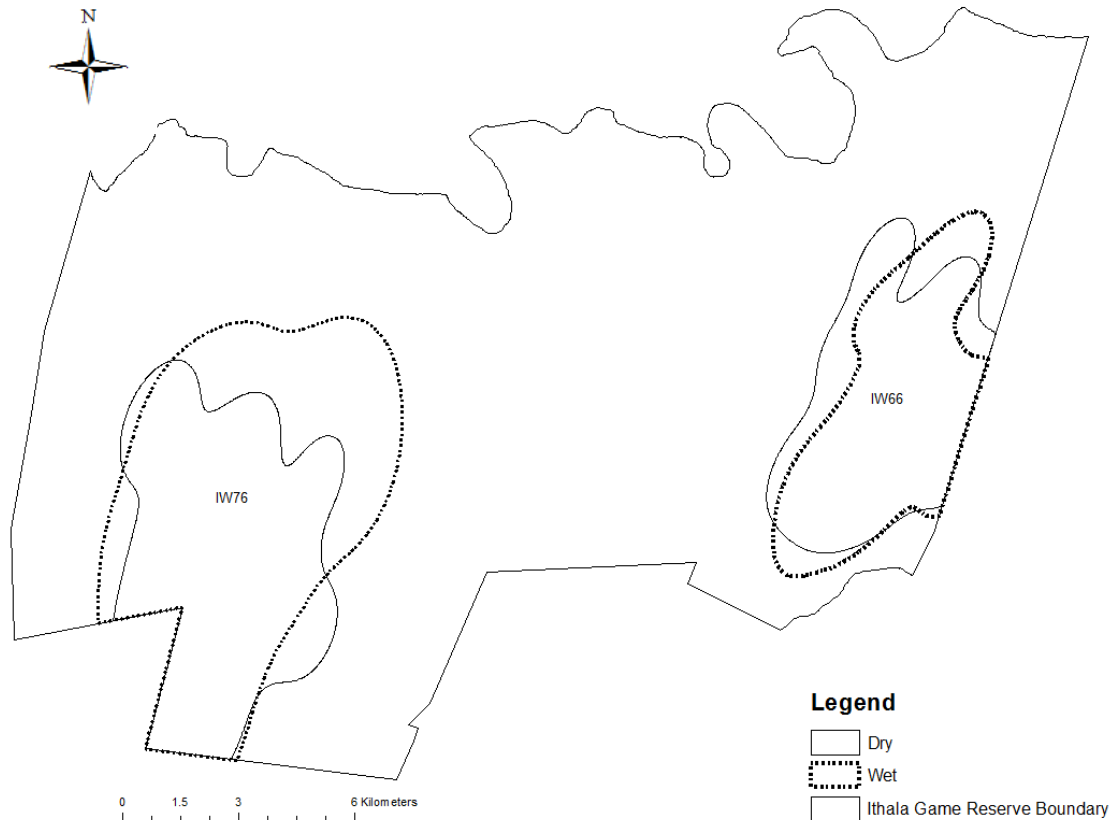 N
IW66
IW76
Legend
Dry
Wet
Ithala Game Reserve Boundary
0 1.5 3 6 Kilometers